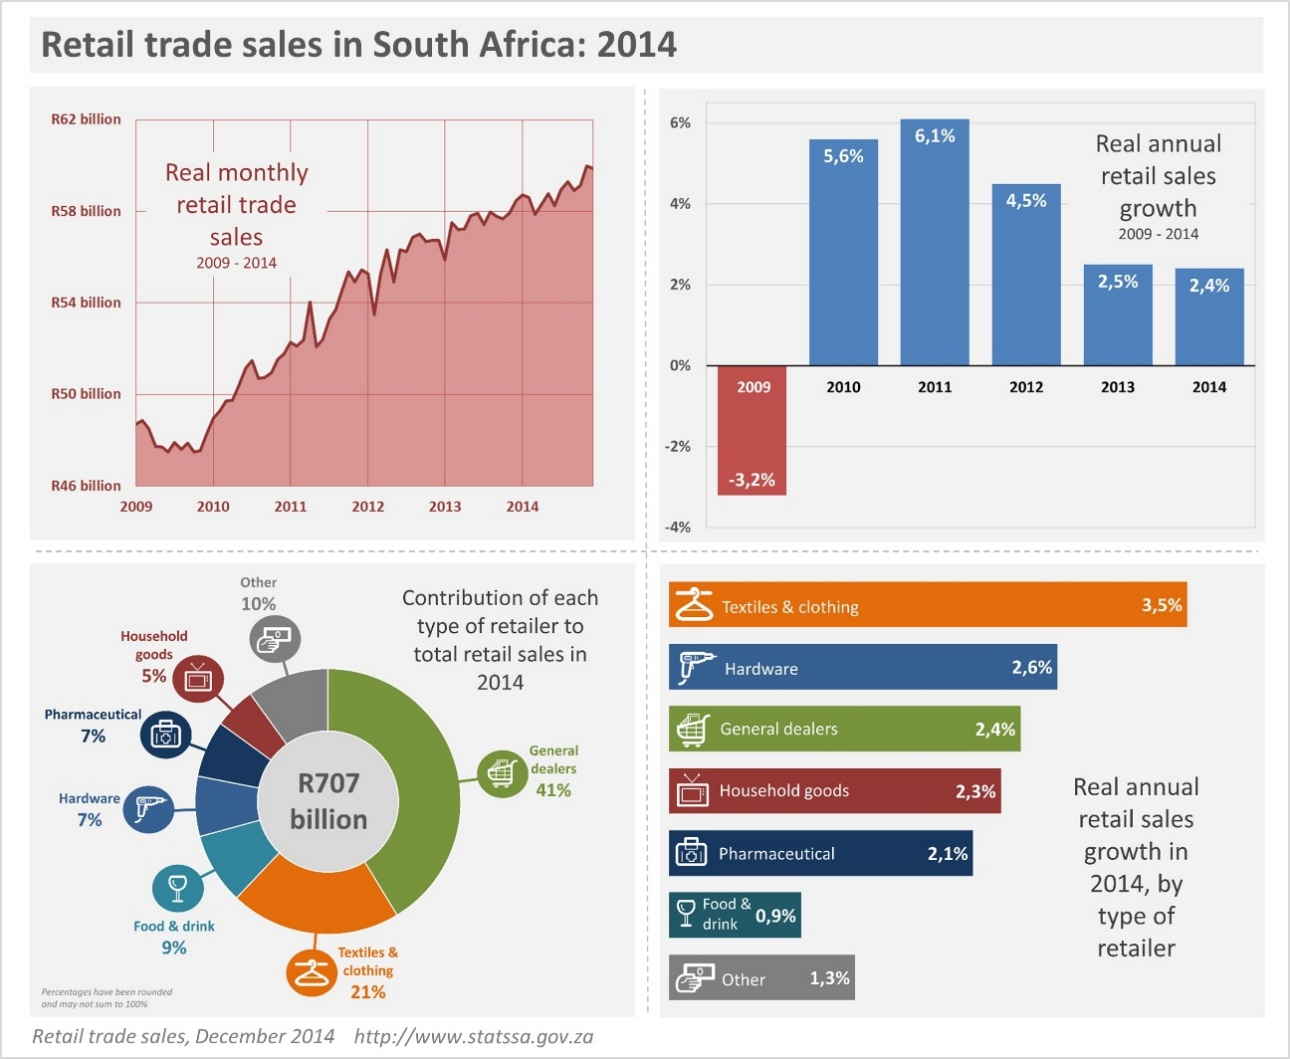 Retail trade sales in South Africa: 2014
R62 billion
R58 billion
R54 billion
R50 billion
R46 billion
Real monthly
retail trade
sales
2009 - 2014
2009 2010 2011 2012 2013 2014
6%
4%
2%
0%
-2%
-4%
Real annual
retail sales
growth
2009 - 2014
5,6%
6,1%
4,5%
2,5%
2,4%
2009 2010 2011 2012 2013 2014
-3,2%
Contribution of each
type of retailer to
total retail sales in
2014
Other
10%
Household
goods
5%
Pharmaceutical
7%
Hardware
7%
Food & drink
9%
Textiles &
clothing
21%
General
dealers
41%
R707
billion
Percentages have been rounded
and may not sum to 100%
Textiles & clothing 3,5%
Hardware 2,6%
General dealers 2,4%
Household goods 2,3%
Pharmaceutical 2,1%
Food &
drink 0,9%
Other 1,3%
Real annual
retail sales
growth in
2014, by
type of
retailer
Retail trade sales, December 2014 http://www.statssa.gov.za